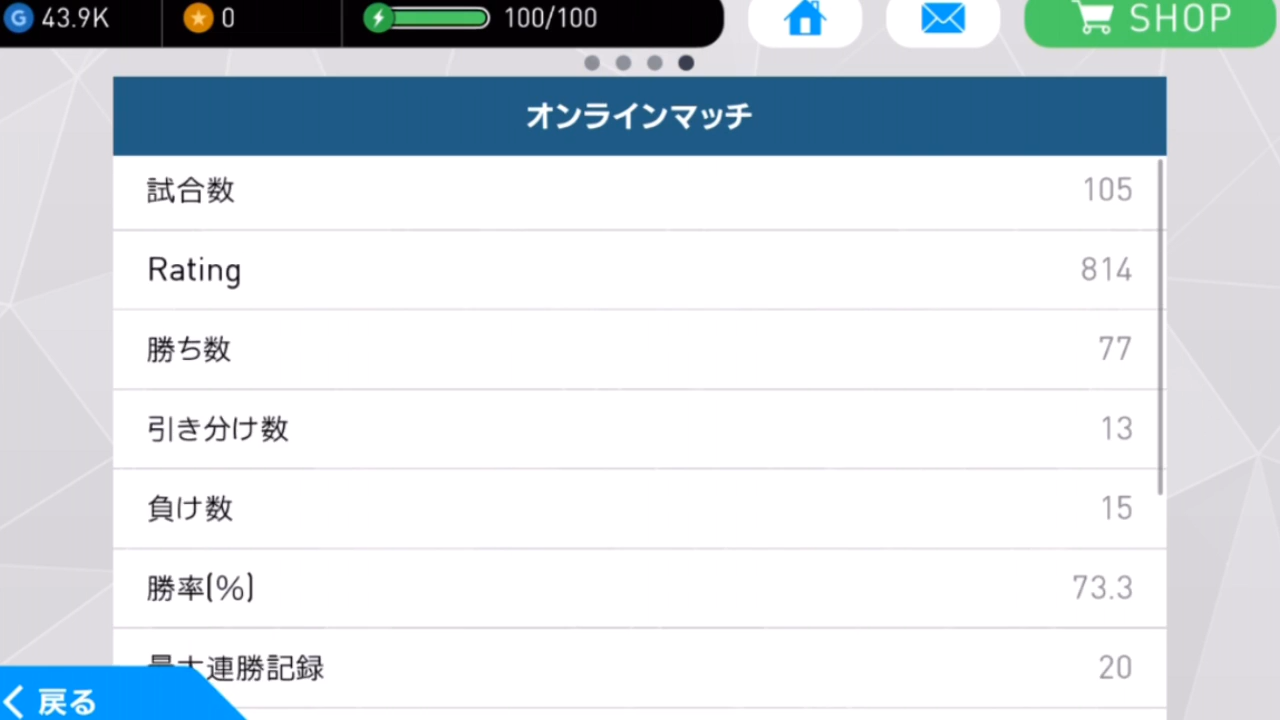 G 43.9K 0 100/100 SHOP
オンラインマッチ
試合数 105
Rating 814
勝ち数 77
引き分け数 13
負け数 15
勝率(%) 73.3
最大連勝記録 20
戻る